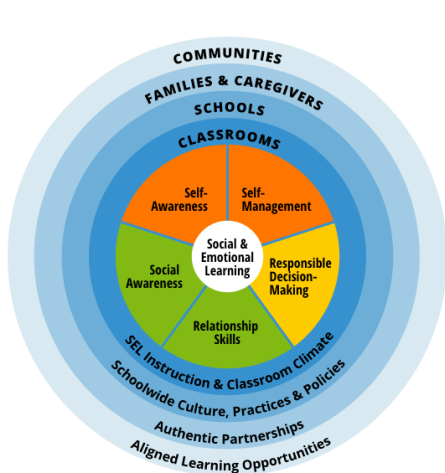 COMMUNITIES
FAMILIES & CAREGIVERS
SCHOOLS
CLASSROOMS
Self-
Awareness
Self-
Management
Social &
Emotional
Learning
Social
Awareness
Responsible
Decision-
Making
Relationship
Skills
SEL Instruction & Classroom Climate
Schoolwide Culture, Practices & Policies
Authentic Partnerships
Aligned Learning Opportunities